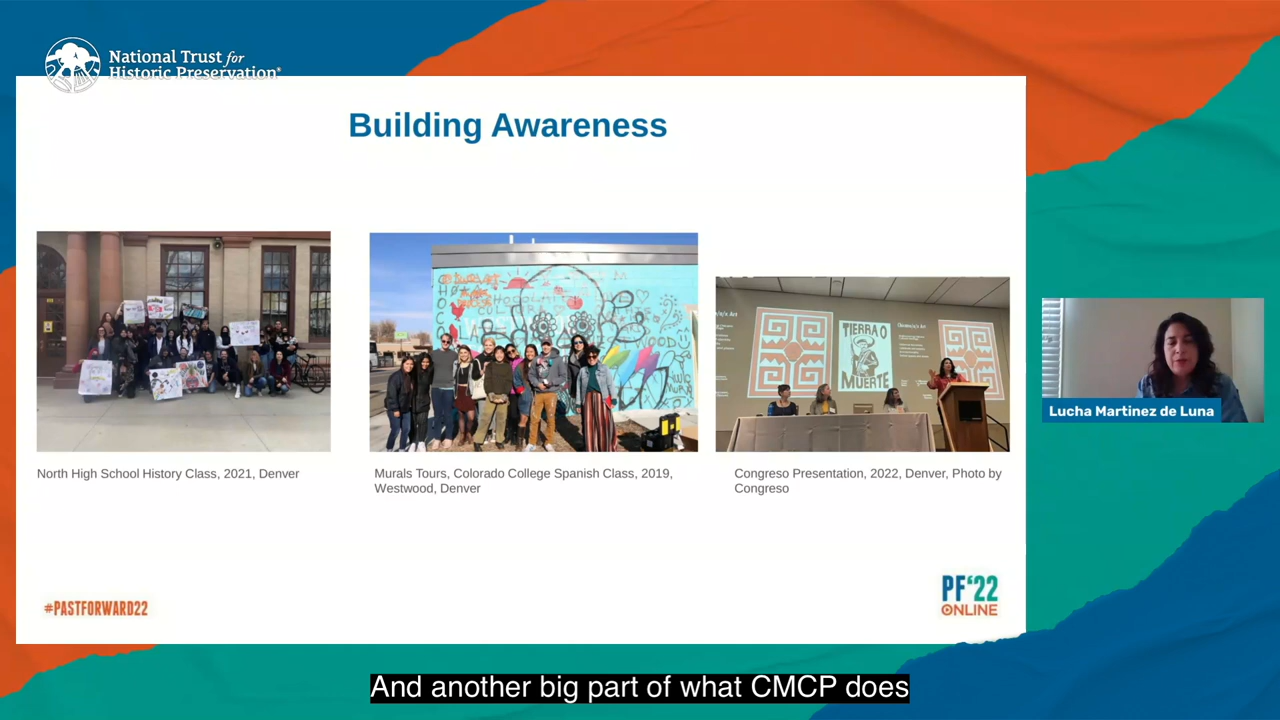 National Trust for
Historic Preservation®
Building Awareness
TIERRA O
MUERTE
North High School History Class, 2021, Denver
Murals Tours, Colorado College Spanish Class, 2019,
Westwood, Denver
Congreso Presentation, 2022, Denver, Photo by
Congreso
Lucha Martinez de Luna
#PASTFORWARD22
PF'22
ONLINE
And another big part of what CMCP does